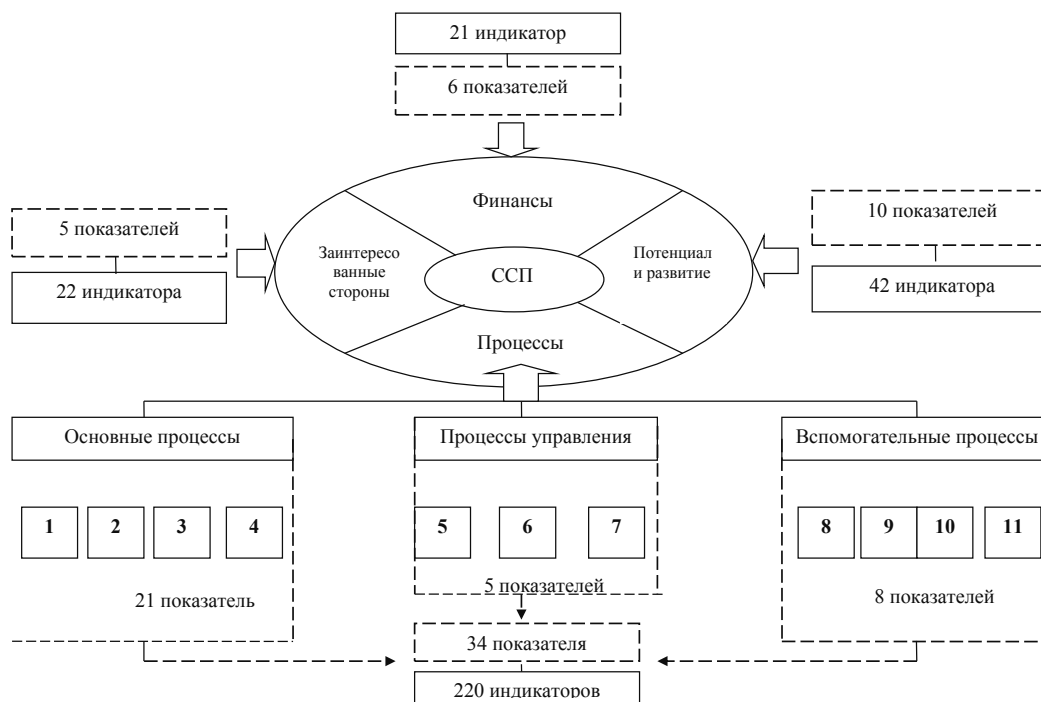 21 индикатор
6 показателей
Финансы
5 показателей
22 индикатора
Заинтересо
ванные
стороны
ССП
Потенциал
и развитие
10 показателей
42 индикатора
Процессы
Основные процессы
Процессы управления
Вспомогательные процессы
1 2 3 4
5 6 7
8 9 10 11
21 показатель
5 показателей
8 показателей
34 показателя
220 индикаторов